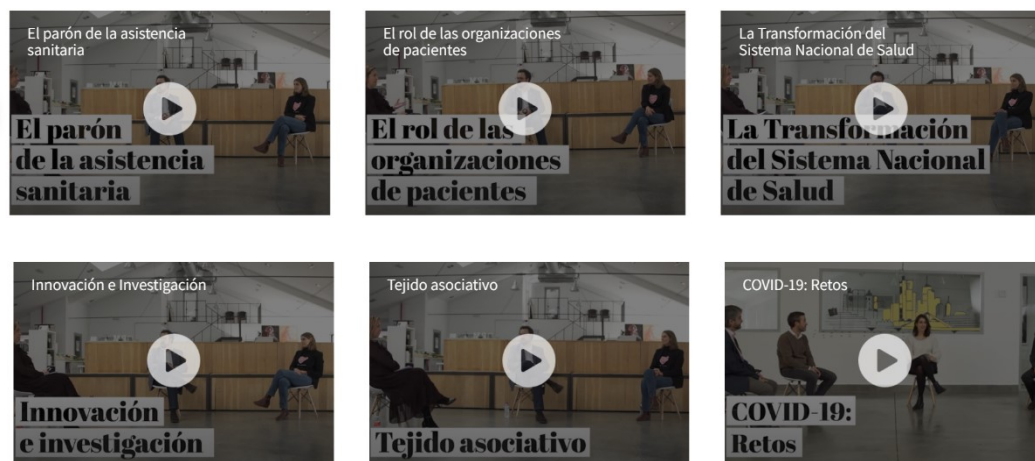 El parón de la asistencia
sanitaria
El parón
de la asistencia
sanitaria
El rol de las organizaciones
de pacientes
El rol de las
organizaciones
de pacientes
La Transformación del
Sistema Nacional de Salud
La Transformación
del Sistema Nacional
de Salud
Innovación e Investigación
Innovación
e investigación
Tejido asociativo
Tejido asociativo
COVID-19: Retos
COVID-19:
Retos